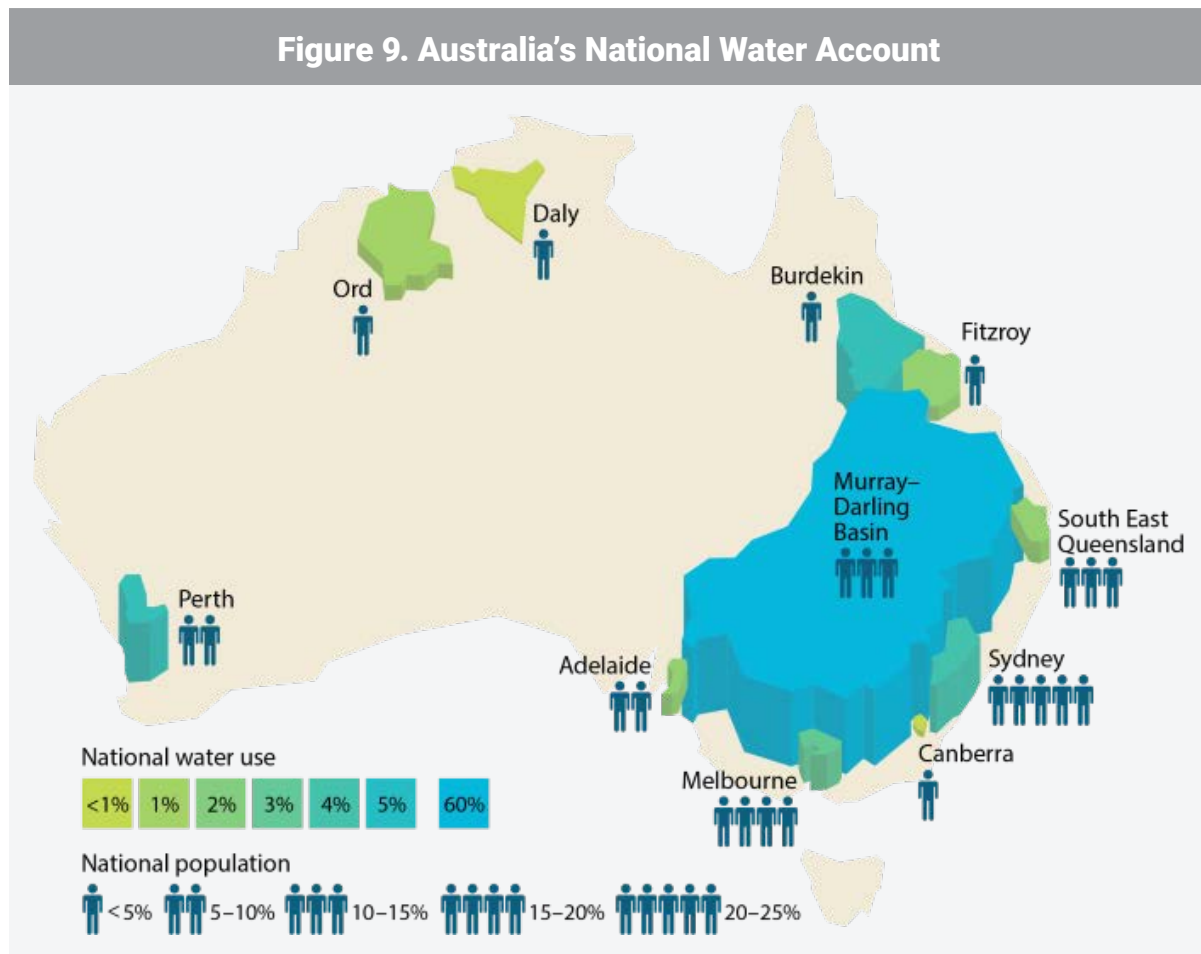 Figure 9. Australia’s National Water Account
Daly
Ord
Burdekin
Fitzroy
Murray–
Darling
Basin
South East
Queensland
Perth
Adelaide
Sydney
Canberra
Melbourne
National water use
<1% 1% 2% 3% 4% 5% 60%
National population
<5% 5–10% 10–15% 15–20% 20–25%